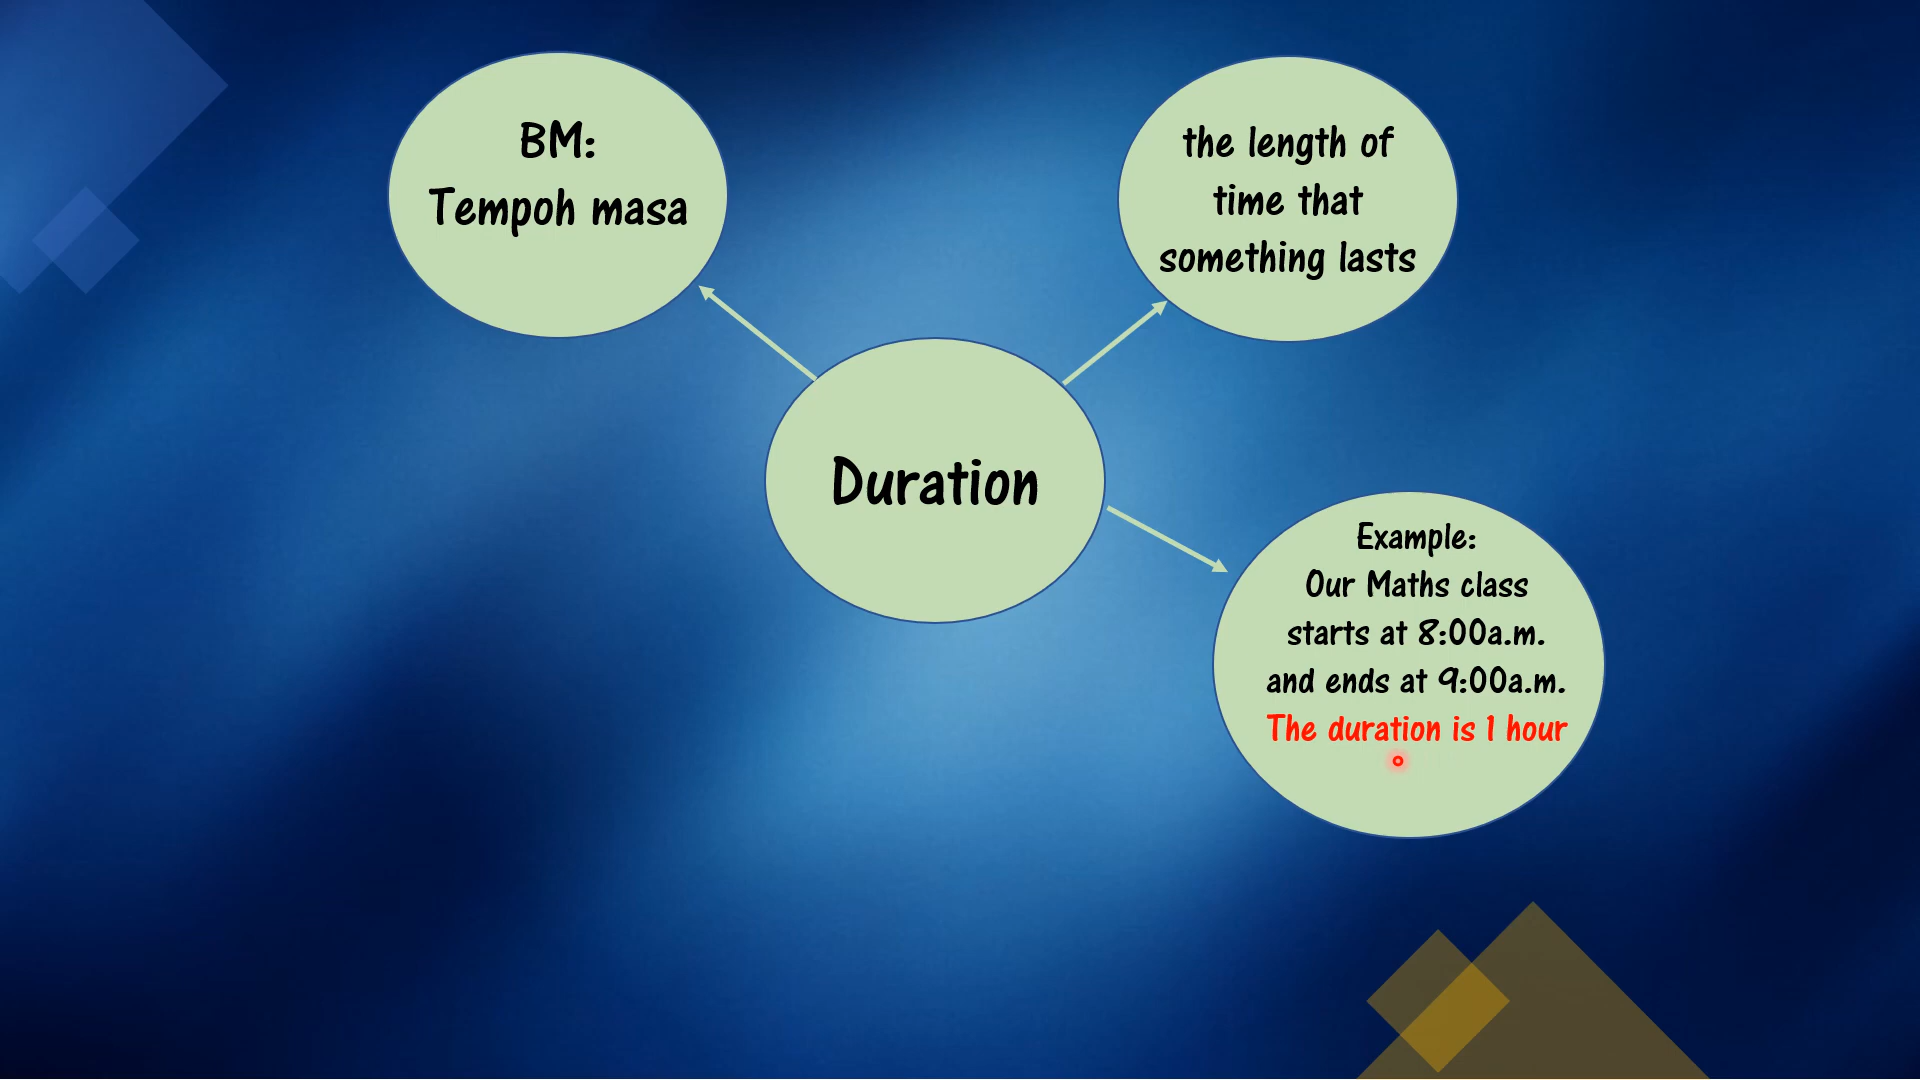 BM:
Tempoh masa
the length of
time that
something lasts
Duration
Example:
Our Maths class
starts at 8:00a.m.
and ends at 9:00a.m.
The duration is 1 hour